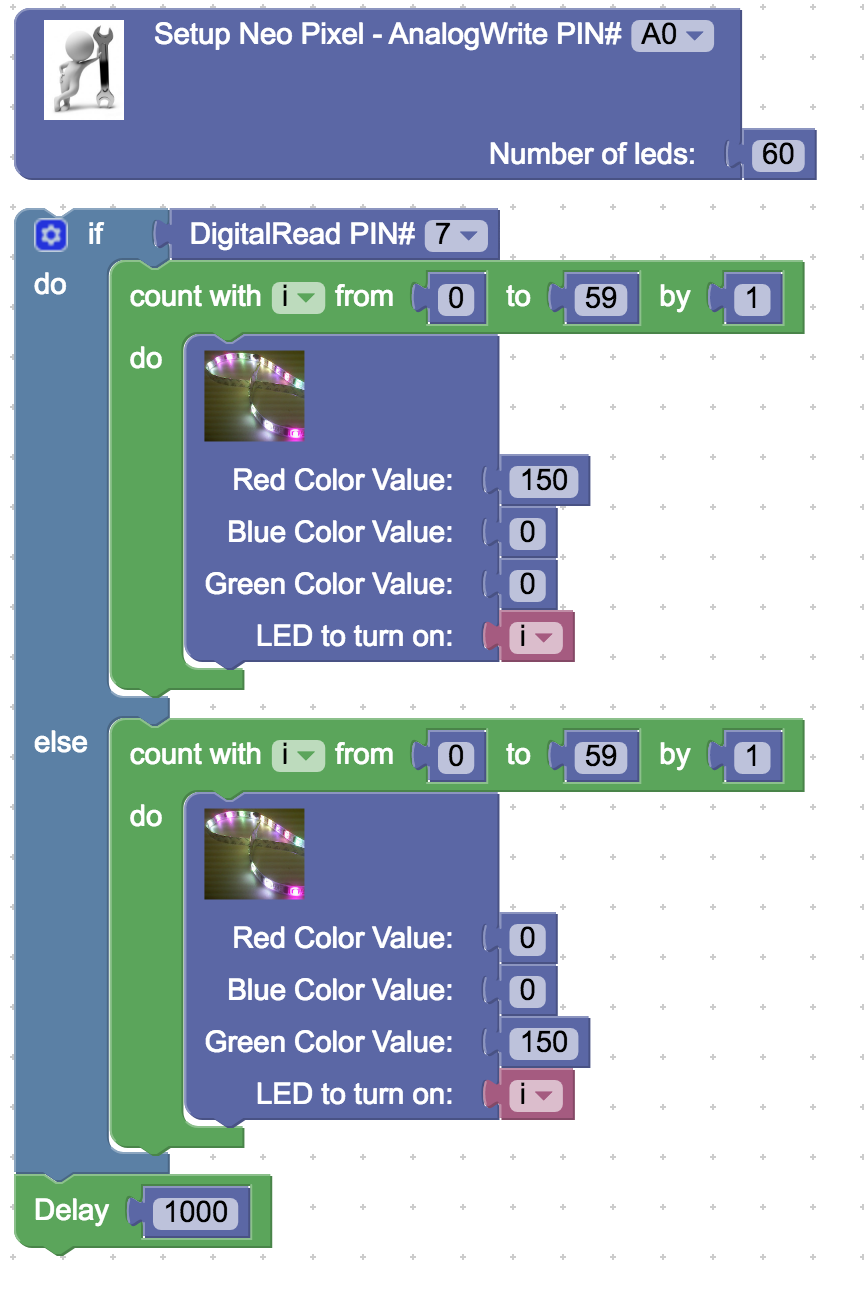 Setup Neo Pixel - AnalogWrite PIN# A0
Number of leds: 60
if DigitalRead PIN# 7
do
count with i from 0 to 59 by 1
do
Red Color Value: 150
Blue Color Value: 0
Green Color Value: 0
LED to turn on: i
else
count with i from 0 to 59 by 1
do
Red Color Value: 0
Blue Color Value: 0
Green Color Value: 150
LED to turn on: i
Delay 1000